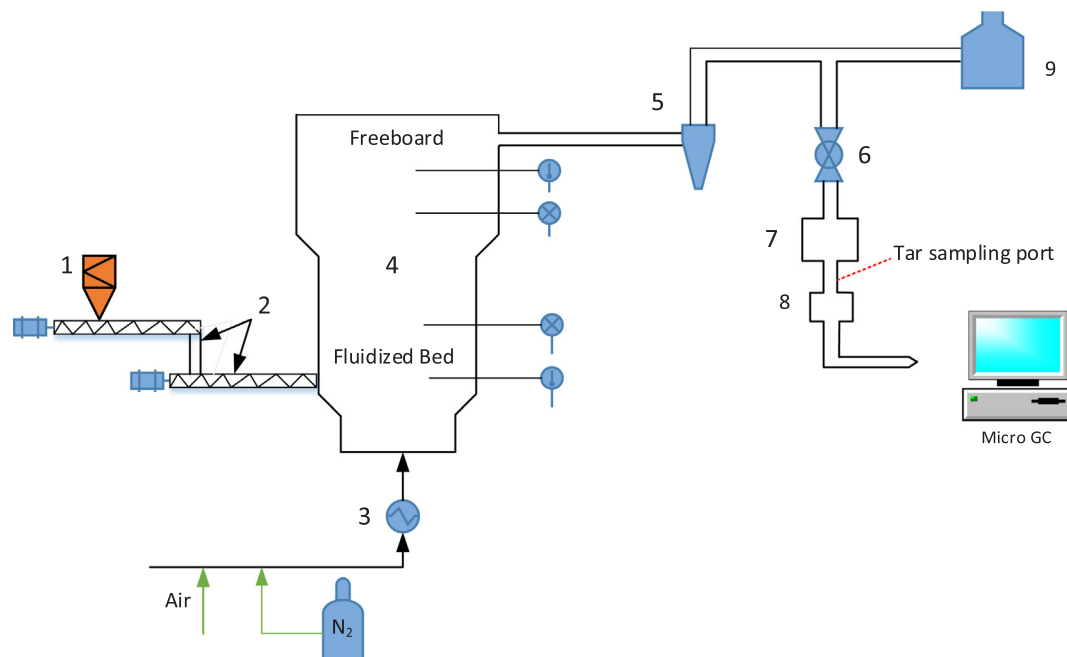 9
5
Freeboard
6
7
Tar sampling port
1
4
2
8
Fluidized Bed
Micro GC
3
Air
N₂